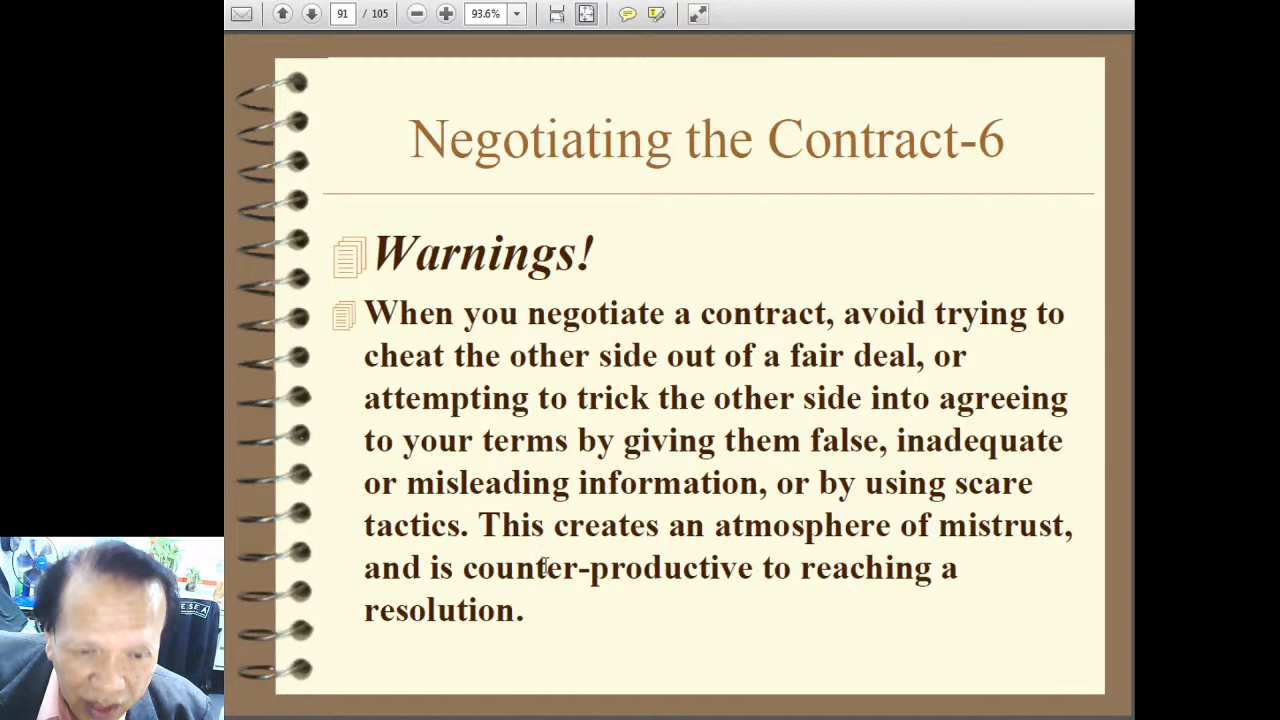 91 / 105 93.6%
Negotiating the Contract-6
Warnings!
When you negotiate a contract, avoid trying to
cheat the other side out of a fair deal, or
attempting to trick the other side into agreeing
to your terms by giving them false, inadequate
or misleading information, or by using scare
tactics. This creates an atmosphere of mistrust,
and is counter-productive to reaching a
resolution.